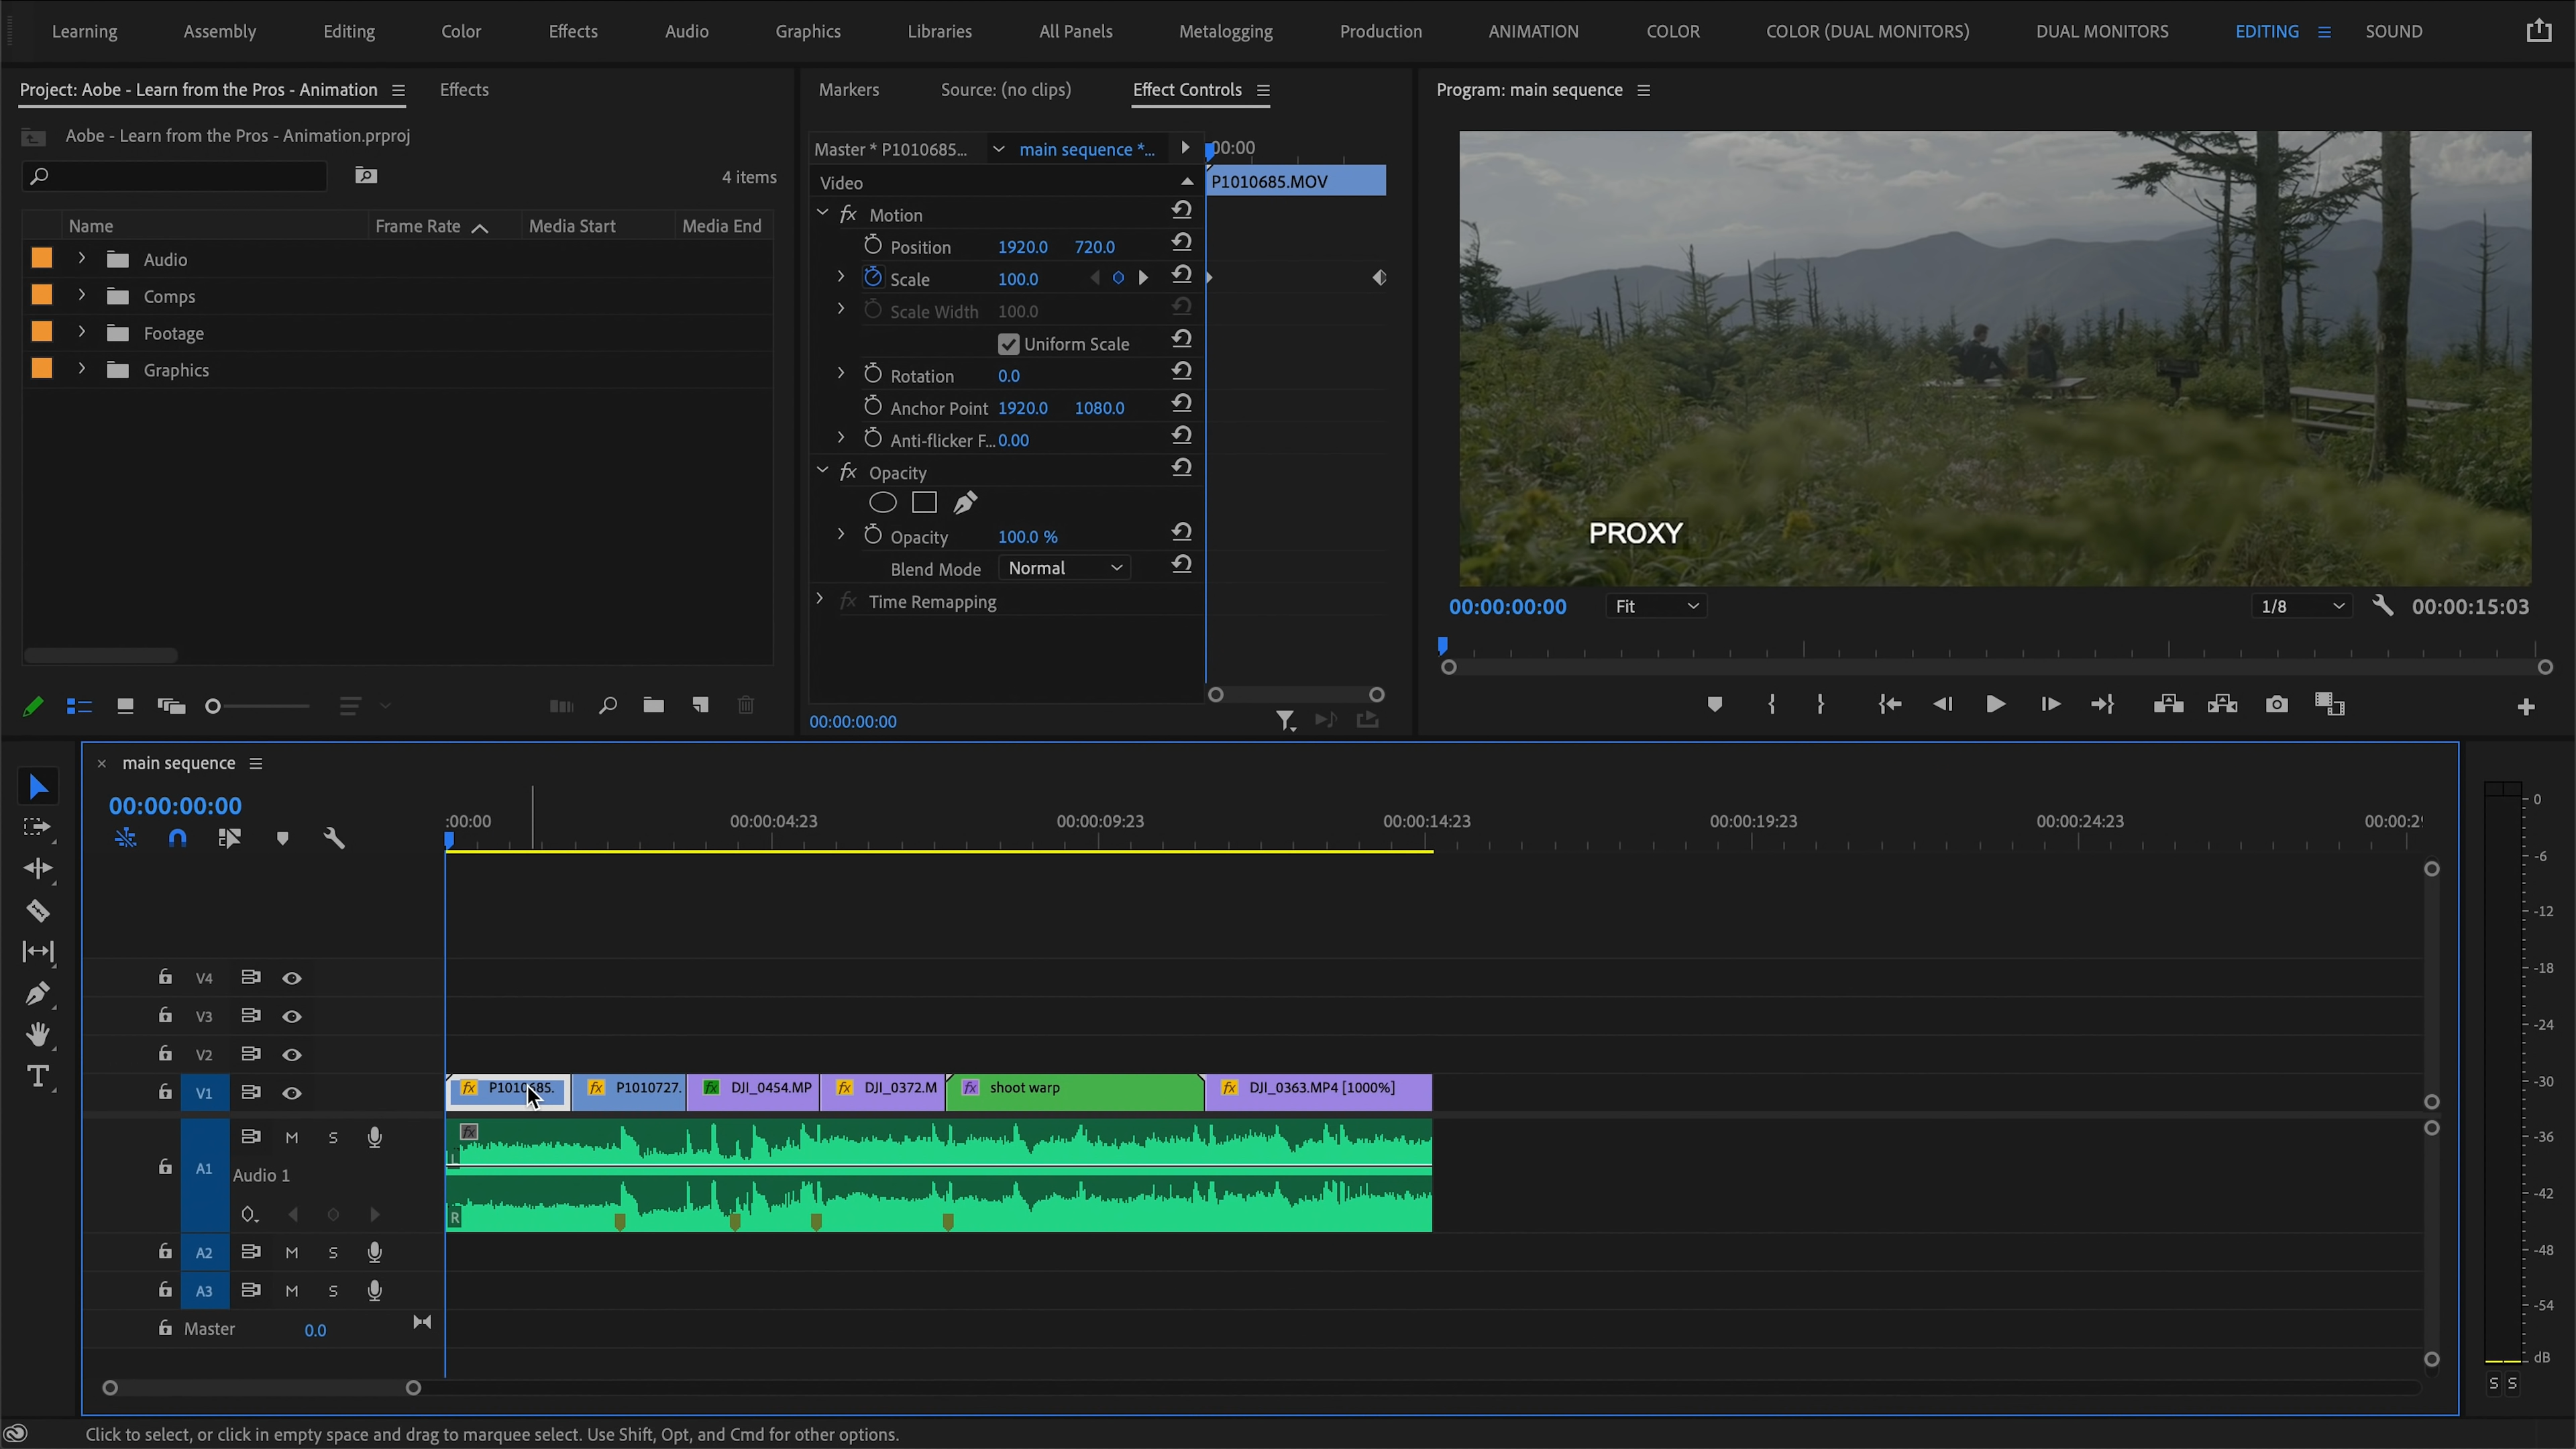 Learning Assembly Editing Color Effects Audio Graphics Libraries All Panels Metalogging Production ANIMATION COLOR COLOR (DUAL MONITORS) DUAL MONITORS EDITING SOUND
Project: Aobe - Learn from the Pros - Animation Effects
Aobe - Learn from the Pros - Animation.prproj
4 items
Name Frame Rate Media Start Media End
Audio
Comps
Footage
Graphics
Markers Source: (no clips) Effect Controls
Master * P1010685... main sequence *... 00:00
Video P1010685.MOV
fx Motion
Position 1920.0 720.0
Scale 100.0
Scale Width 100.0
Uniform Scale
Rotation 0.0
Anchor Point 1920.0 1080.0
Anti-flicker F... 0.00
fx Opacity
Opacity 100.0 %
Blend Mode Normal
fx Time Remapping
00:00:00:00
Program: main sequence
PROXY
00:00:00:00 Fit 1/8 00:00:15:03
main sequence
00:00:00:00
:00:00 00:00:04:23 00:00:09:23 00:00:14:23 00:00:19:23 00:00:24:23 00:00:2
V4
V3
V2
V1 fx P1010685. fx P1010727. fx DJI_0454.MP fx DJI_0372.M fx shoot warp fx DJI_0363.MP4 [1000%]
M S fx
L
A1
Audio 1
R
A2 M S
A3 M S
Master 0.0
0
-6
-12
-18
-24
-30
-36
-42
-48
-54
dB
S S
Click to select, or click in empty space and drag to marquee select. Use Shift, Opt, and Cmd for other options.